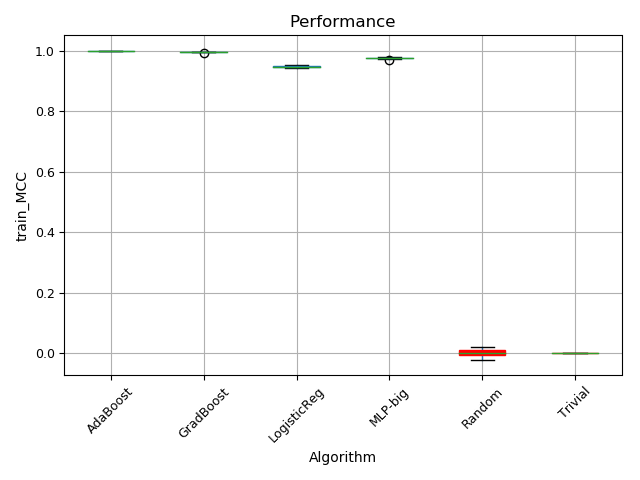 Performance
train_MCC
1.0
0.8
0.6
0.4
0.2
0.0
AdaBoost
GradBoost
LogisticReg
MLP-big
Random
Trivial
Algorithm